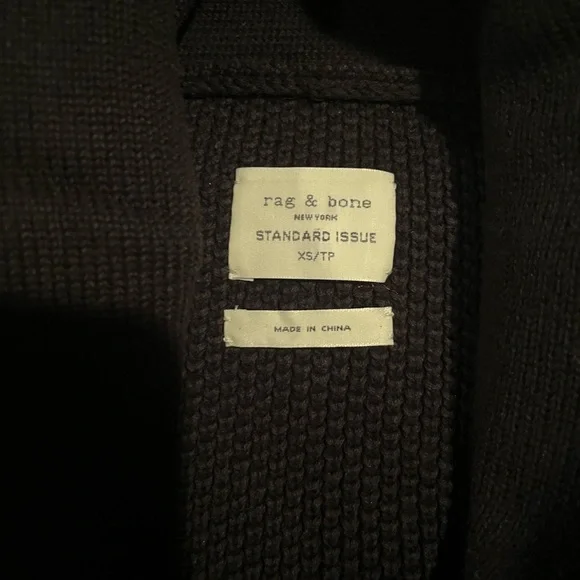 rag & bone
NEW YORK
STANDARD ISSUE
XS/TP
MADE IN CHINA